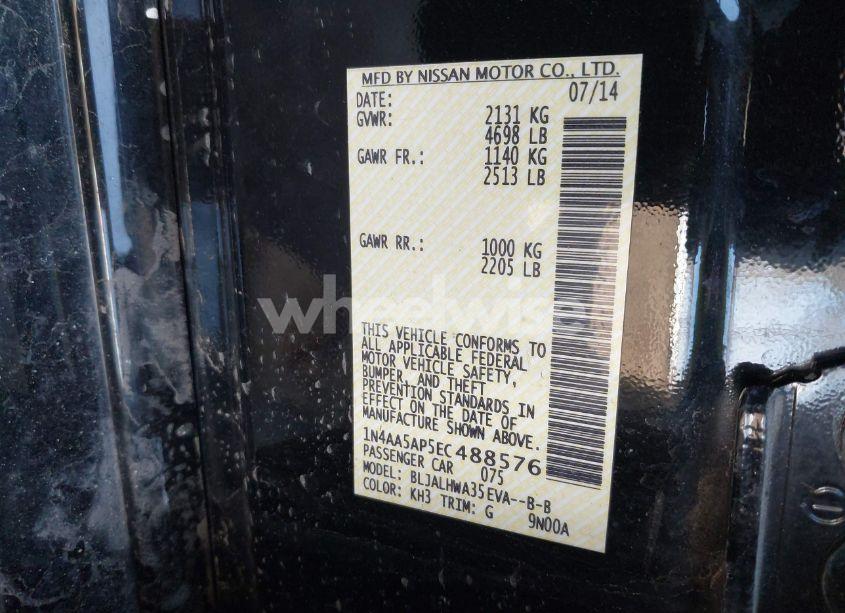 MFD BY NISSAN MOTOR CO., LTD.
DATE: 07/14
GVWR: 2131 KG
4698 LB
GAWR FR.: 1140 KG
2513 LB
GAWR RR.: 1000 KG
2205 LB
wheelwise
THIS VEHICLE CONFORMS TO
ALL APPLICABLE FEDERAL
MOTOR VEHICLE SAFETY,
BUMPER, AND THEFT
PREVENTION STANDARDS IN
EFFECT ON THE DATE OF
MANUFACTURE SHOWN ABOVE.
1N4AA5AP5EC488576
PASSENGER CAR 075
MODEL: BLJALHWA35EVA--B-B
COLOR: KH3 TRIM: G 9N00A